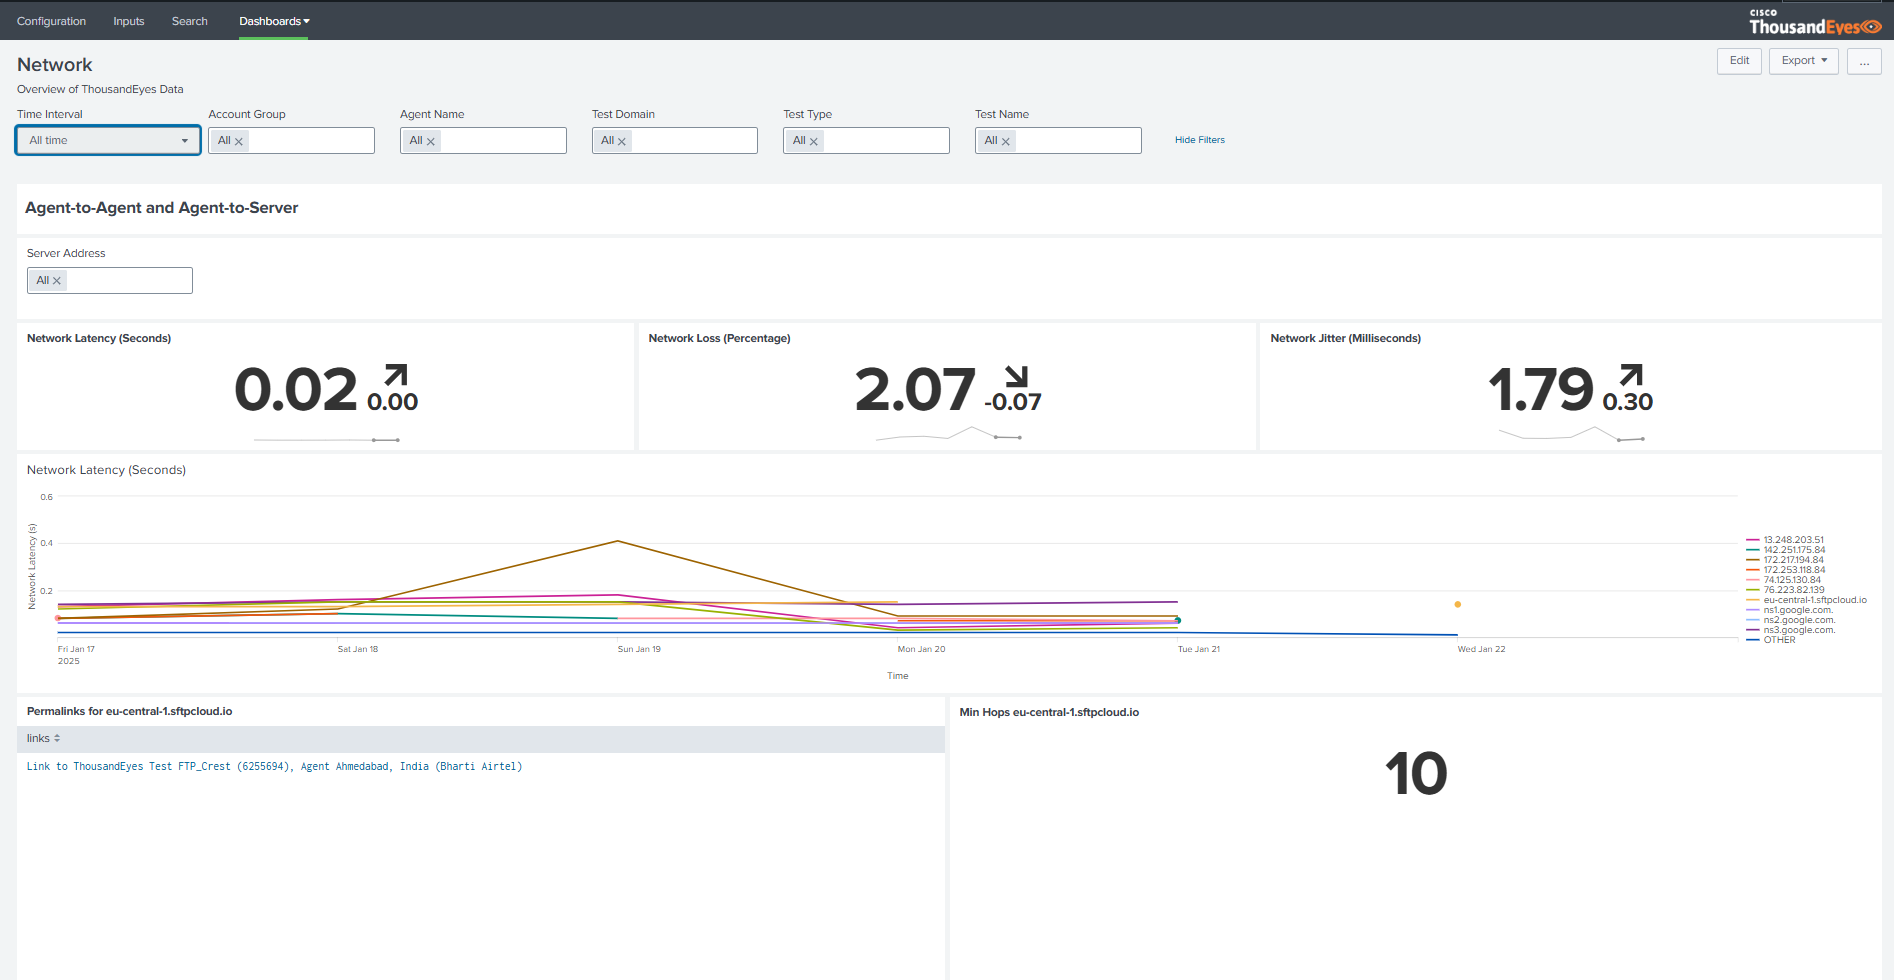 Configuration Inputs Search Dashboards
CISCO
ThousandEyes
Network
Edit Export ...
Overview of ThousandEyes Data
Time Interval Account Group Agent Name Test Domain Test Type Test Name
All time All All All All All Hide Filters
Agent-to-Agent and Agent-to-Server
Server Address
All
Network Latency (Seconds) Network Loss (Percentage) Network Jitter (Milliseconds)
0.02 0.00 2.07 -0.07 1.79 0.30
Network Latency (Seconds)
0.6
0.4
0.2
Network Latency (s)
13.248.203.51
142.251.175.84
172.217.194.84
172.253.118.84
74.125.130.84
76.223.82.139
eu-central-1.sftpcloud.io
ns1.google.com.
ns2.google.com.
ns3.google.com.
OTHER
Fri Jan 17 Sat Jan 18 Sun Jan 19 Mon Jan 20 Tue Jan 21 Wed Jan 22
2025
Time
Permalinks for eu-central-1.sftpcloud.io
links
Link to ThousandEyes Test FTP_Crest (6255694), Agent Ahmedabad, India (Bharti Airtel)
Min Hops eu-central-1.sftpcloud.io
10